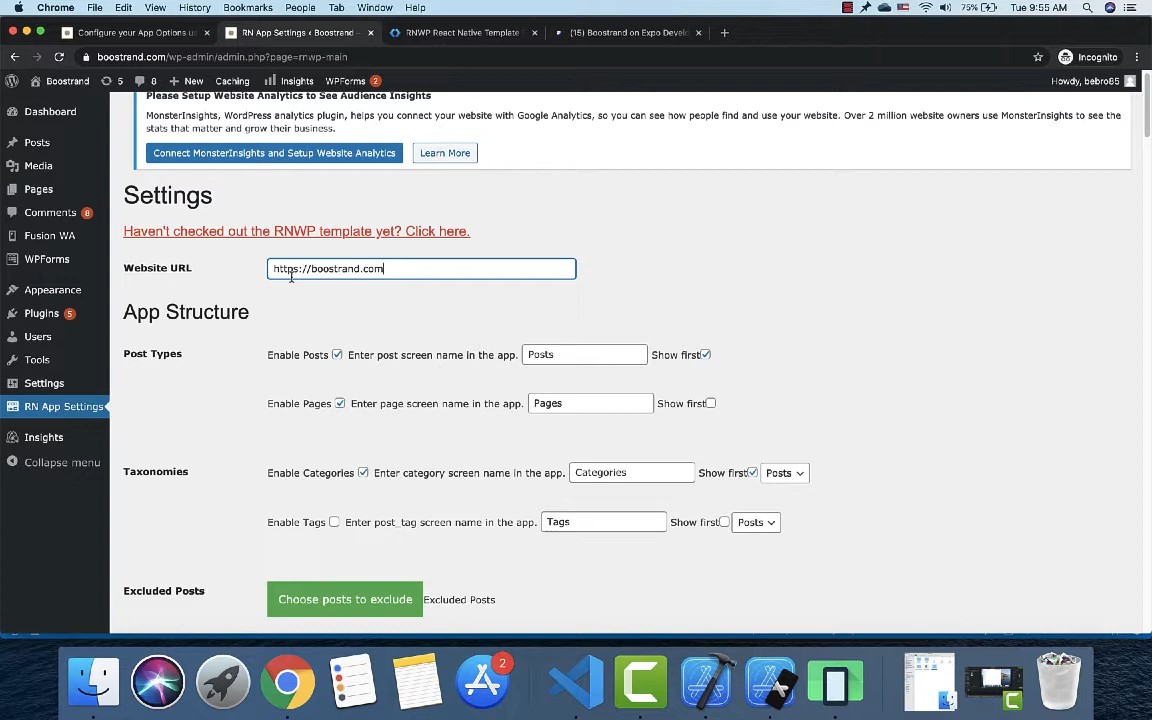 Chrome File Edit View History Bookmarks People Tab Window Help 75% Tue 9:55 AM
Configure your App Options u × RN App Settings ‹ Boostrand — × RNWP React Native Template × (15) Boostrand on Expo Develo × +
boostrand.com/wp-admin/admin.php?page=rnwp-main Incognito
Boostrand 5 8 + New Caching Insights WPForms 2 Howdy, bebro85
Please Setup Website Analytics to See Audience Insights
MonsterInsights, WordPress analytics plugin, helps you connect your website with Google Analytics, so you can see how people find and use your website. Over 2 million website owners use MonsterInsights to see the
stats that matter and grow their business.
Connect MonsterInsights and Setup Website Analytics Learn More
Dashboard
Posts
Media
Pages
Comments 8
Fusion WA
WPForms
Appearance
Plugins 5
Users
Tools
Settings
RN App Settings
Insights
Collapse menu
Settings
Haven't checked out the RNWP template yet? Click here.
Website URL https://boostrand.com
App Structure
Post Types Enable Posts Enter post screen name in the app. Posts Show first
Enable Pages Enter page screen name in the app. Pages Show first
Taxonomies Enable Categories Enter category screen name in the app. Categories Show first Posts
Enable Tags Enter post_tag screen name in the app. Tags Show first Posts
Excluded Posts Choose posts to exclude Excluded Posts
2